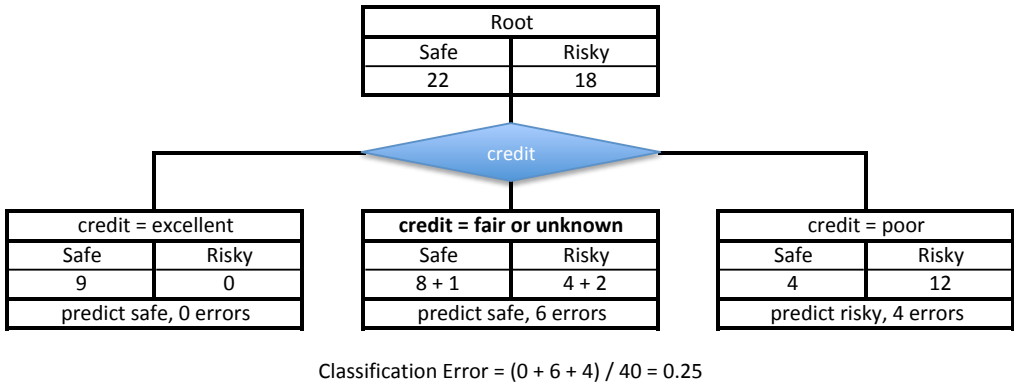 Root
Safe Risky
22 18
credit
credit = excellent
Safe Risky
9 0
predict safe, 0 errors
credit = fair or unknown
Safe Risky
8 + 1 4 + 2
predict safe, 6 errors
credit = poor
Safe Risky
4 12
predict risky, 4 errors
Classification Error = (0 + 6 + 4) / 40 = 0.25